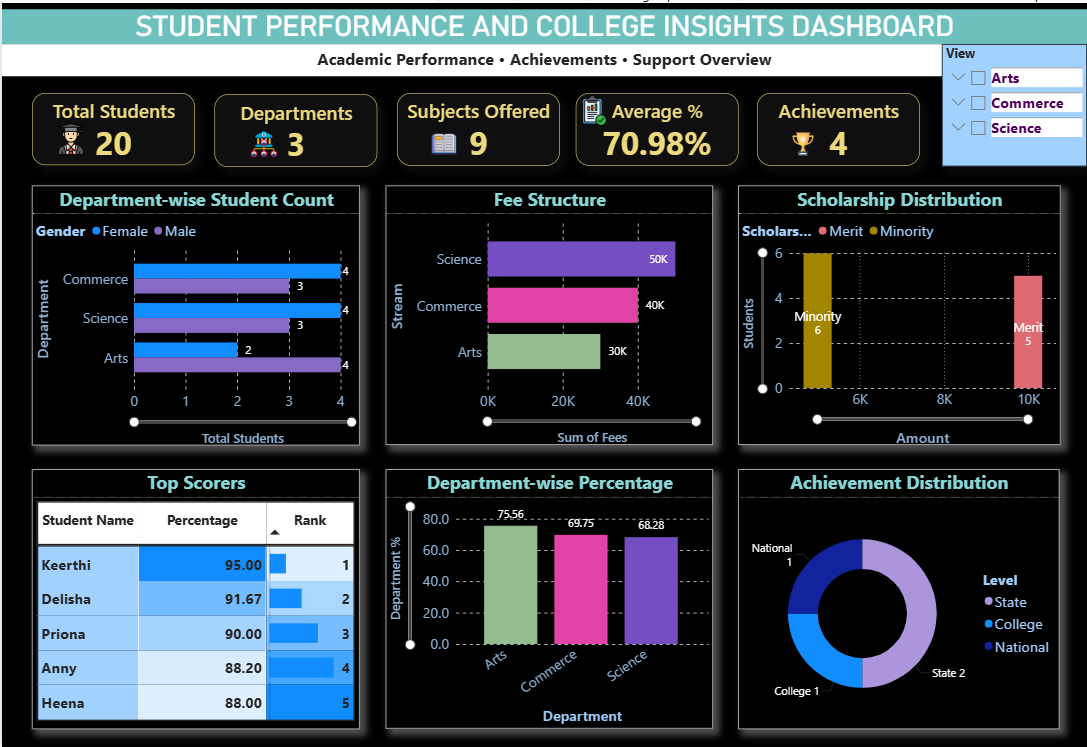 STUDENT PERFORMANCE AND COLLEGE INSIGHTS DASHBOARD
Academic Performance • Achievements • Support Overview
View
Arts
Commerce
Science
Total Students
20
Departments
3
Subjects Offered
9
Average %
70.98%
Achievements
4
Department-wise Student Count
Gender Female Male
Department
Commerce
4
3
Science
4
3
Arts
2
4
0 1 2 3 4
Total Students
Fee Structure
Stream
Science
50K
Commerce
40K
Arts
30K
0K 20K 40K
Sum of Fees
Scholarship Distribution
Scholars... Merit Minority
Students
6
4
2
0
Minority
6
Merit
5
6K 8K 10K
Amount
Top Scorers
Student Name Percentage Rank
Keerthi 95.00 1
Delisha 91.67 2
Priona 90.00 3
Anny 88.20 4
Heena 88.00 5
Department-wise Percentage
Department %
80.0
60.0
40.0
20.0
0.0
75.56
69.75
68.28
Arts
Commerce
Science
Department
Achievement Distribution
National
1
College 1
State 2
Level
State
College
National